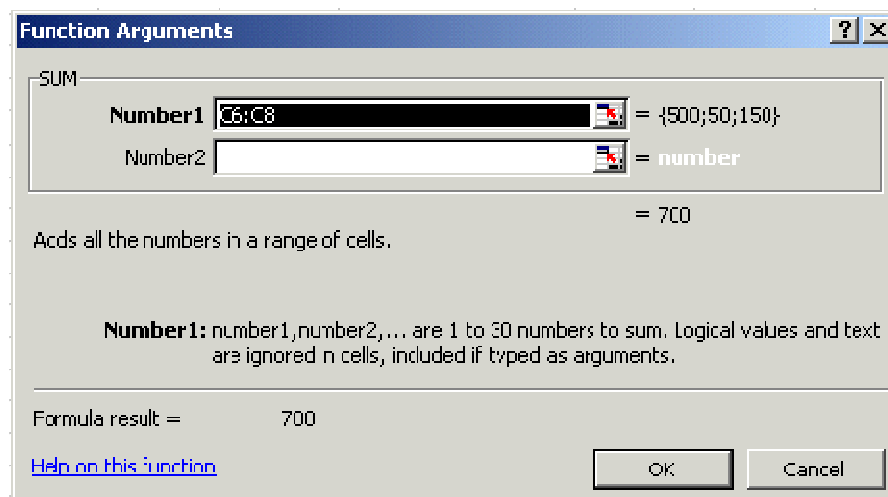 Function Arguments
SUM
Number1 C6:C8 = {500;50;150}
Number2 = number
= 700
Adds all the numbers in a range of cells.
Number1: number1,number2,... are 1 to 30 numbers to sum. Logical values and text
are ignored in cells, included if typed as arguments.
Formula result = 700
Help on this function
OK Cancel